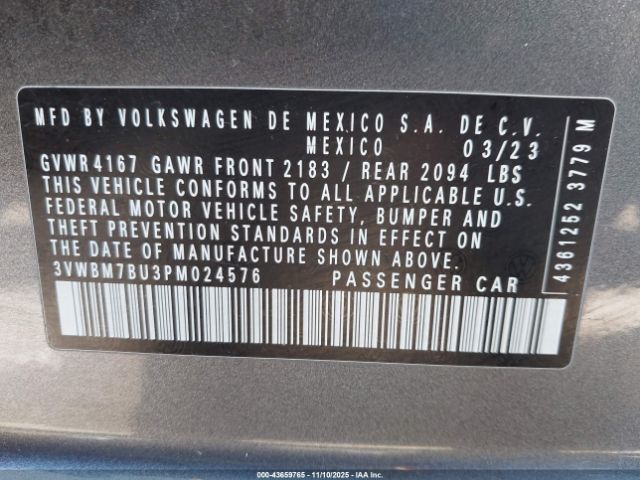 MFD BY VOLKSWAGEN DE MEXICO S.A. DE C.V.
MEXICO 03/23
GVWR 4167 GAWR FRONT 2183 / REAR 2094 LBS
THIS VEHICLE CONFORMS TO ALL APPLICABLE U.S.
FEDERAL MOTOR VEHICLE SAFETY, BUMPER AND
THEFT PREVENTION STANDARDS IN EFFECT ON
THE DATE OF MANUFACTURE SHOWN ABOVE.
3VWBM7BU3PM024576 PASSENGER CAR
4361252 3779 M
000-43659765 - 11/10/2025 - IAA Inc.